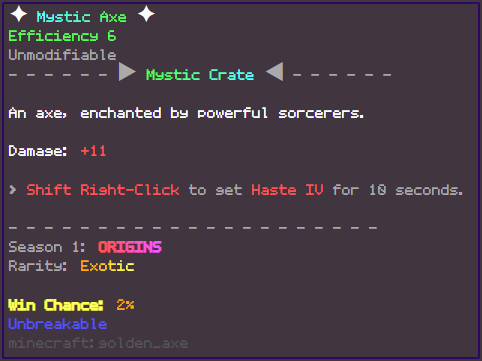 ✦ Mystic Axe ✦
Efficiency 6
Unmodifiable
- - - - - - ▶ Mystic Crate ◀ - - - - - -
An axe, enchanted by powerful sorcerers.
Damage: +11
> Shift Right-Click to set Haste IV for 10 seconds.
- - - - - - - - - - - - - - - - - - - - -
Season 1: ORIGINS
Rarity: Exotic
Win Chance: 2%
Unbreakable
minecraft:golden_axe